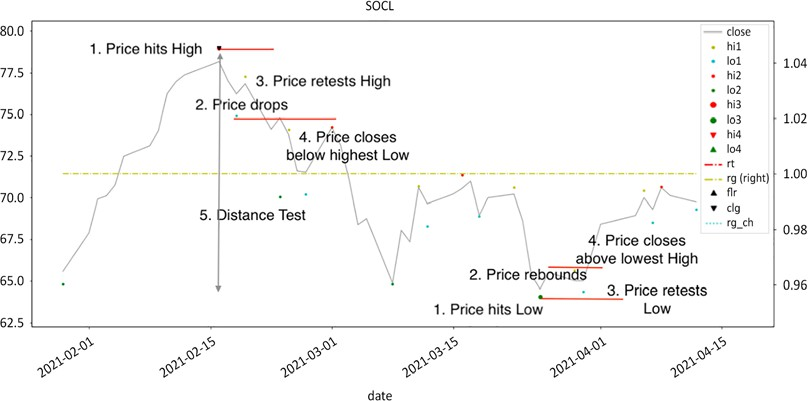 SOCL
80.0
77.5
75.0
72.5
70.0
67.5
65.0
62.5
1. Price hits High
3. Price retests High
2. Price drops
4. Price closes
below highest Low
5. Distance Test
4. Price closes
above lowest High
2. Price rebounds
3. Price retests
Low
1. Price hits Low
close
hi1
lo1
hi2
lo2
hi3
lo3
hi4
lo4
rt
rg (right)
flr
clg
rg_ch
1.04
1.02
1.00
0.98
0.96
2021-02-01
2021-02-15
2021-03-01
2021-03-15
2021-04-01
2021-04-15
date